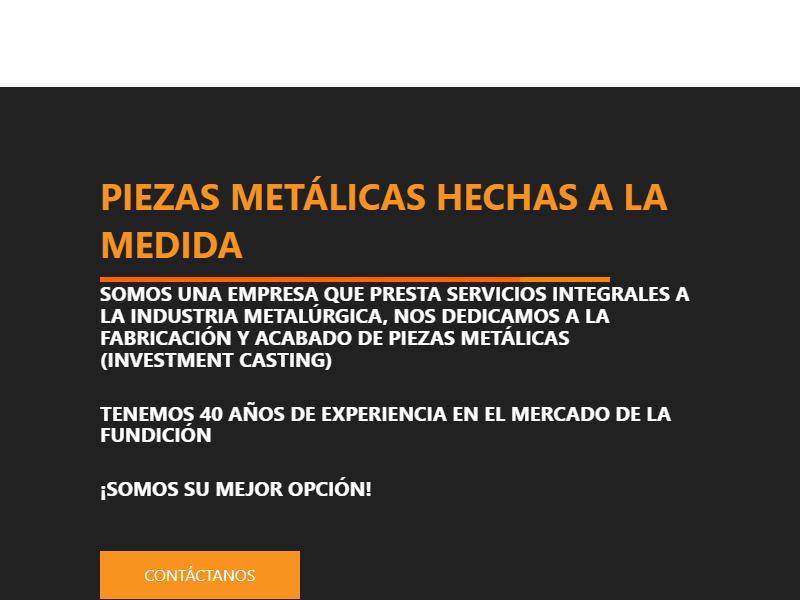 PIEZAS METÁLICAS HECHAS A LA
MEDIDA
SOMOS UNA EMPRESA QUE PRESTA SERVICIOS INTEGRALES A
LA INDUSTRIA METALÚRGICA, NOS DEDICAMOS A LA
FABRICACIÓN Y ACABADO DE PIEZAS METÁLICAS
(INVESTMENT CASTING)
TENEMOS 40 AÑOS DE EXPERIENCIA EN EL MERCADO DE LA
FUNDICIÓN
¡SOMOS SU MEJOR OPCIÓN!
CONTÁCTANOS